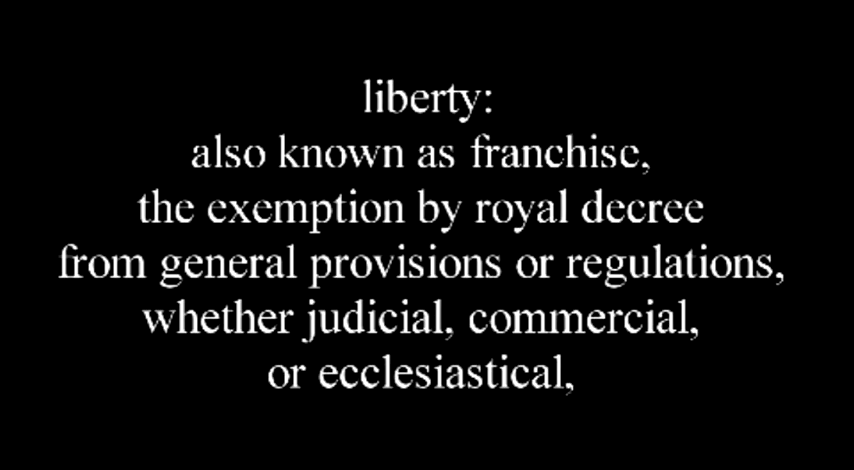 liberty:
also known as franchise,
the exemption by royal decree
from general provisions or regulations,
whether judicial, commercial,
or ecclesiastical,